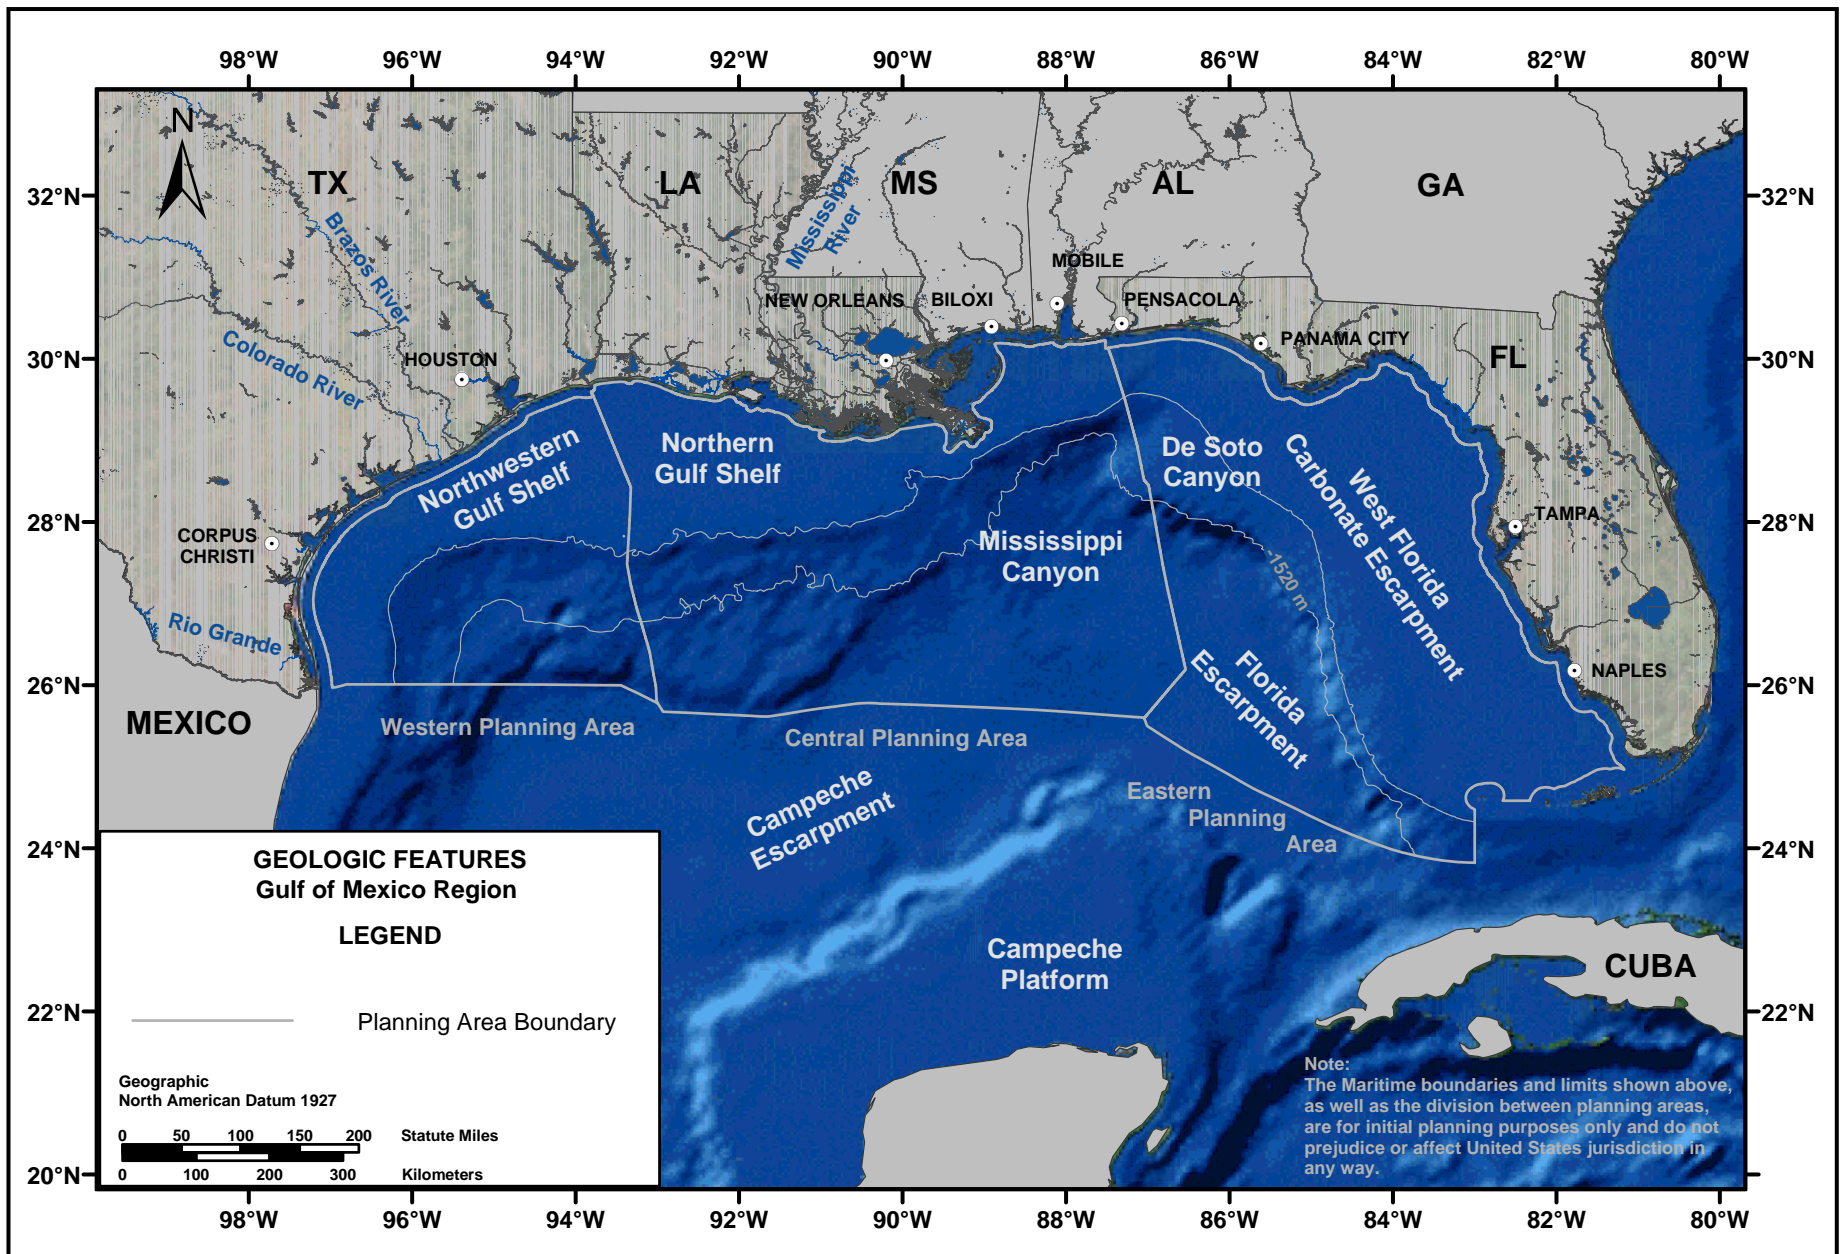 98°W 96°W 94°W 92°W 90°W 88°W 86°W 84°W 82°W 80°W
N
TX
LA
MS
AL
GA
32°N
32°N
Mississippi
River
Brazos River
MOBILE
NEW ORLEANS
BILOXI
PENSACOLA
PANAMA CITY
FL
30°N
30°N
HOUSTON
Colorado River
Northwestern
Gulf Shelf
Northern
Gulf Shelf
De Soto
Canyon
West Florida
Carbonate Escarpment
28°N
28°N
CORPUS
CHRISTI
TAMPA
Mississippi
Canyon
-1520 m
Rio Grande
Florida
Escarpment
NAPLES
26°N
26°N
MEXICO
Western Planning Area
Central Planning Area
Eastern
Planning
Area
Campeche
Escarpment
24°N
24°N
GEOLOGIC FEATURES
Gulf of Mexico Region
LEGEND
Planning Area Boundary
Geographic
North American Datum 1927
0 50 100 150 200 Statute Miles
0 100 200 300 Kilometers
Campeche
Platform
CUBA
22°N
22°N
Note:
The Maritime boundaries and limits shown above,
as well as the division between planning areas,
are for initial planning purposes only and do not
prejudice or affect United States jurisdiction in
any way.
20°N
20°N
98°W 96°W 94°W 92°W 90°W 88°W 86°W 84°W 82°W 80°W